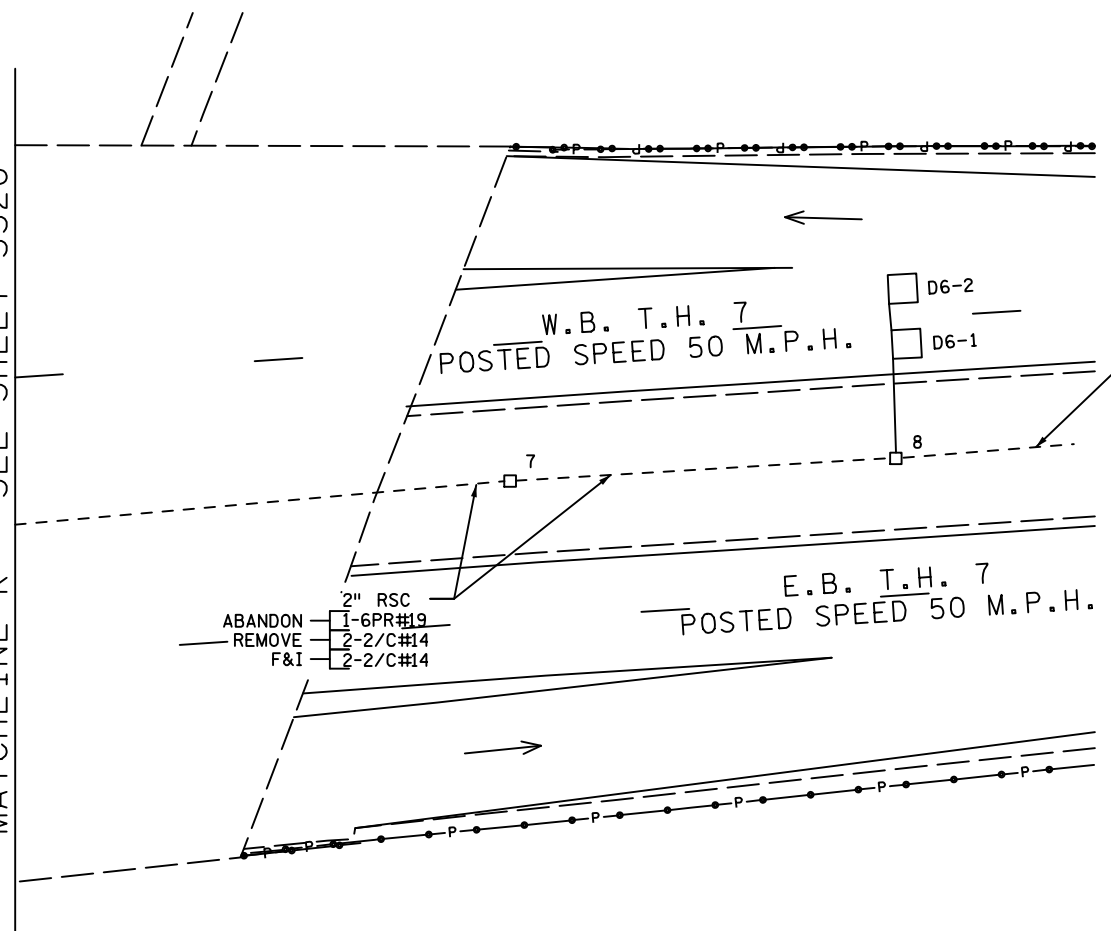 P P P P P P P P P P P
D6-2
W.B. T.H. 7
D6-1
POSTED SPEED 50 M.P.H.
8
7
E.B. T.H. 7
POSTED SPEED 50 M.P.H.
2" RSC
ABANDON 1-6PR#19
REMOVE 2-2/C#14
F&I 2-2/C#14
P P P P P P